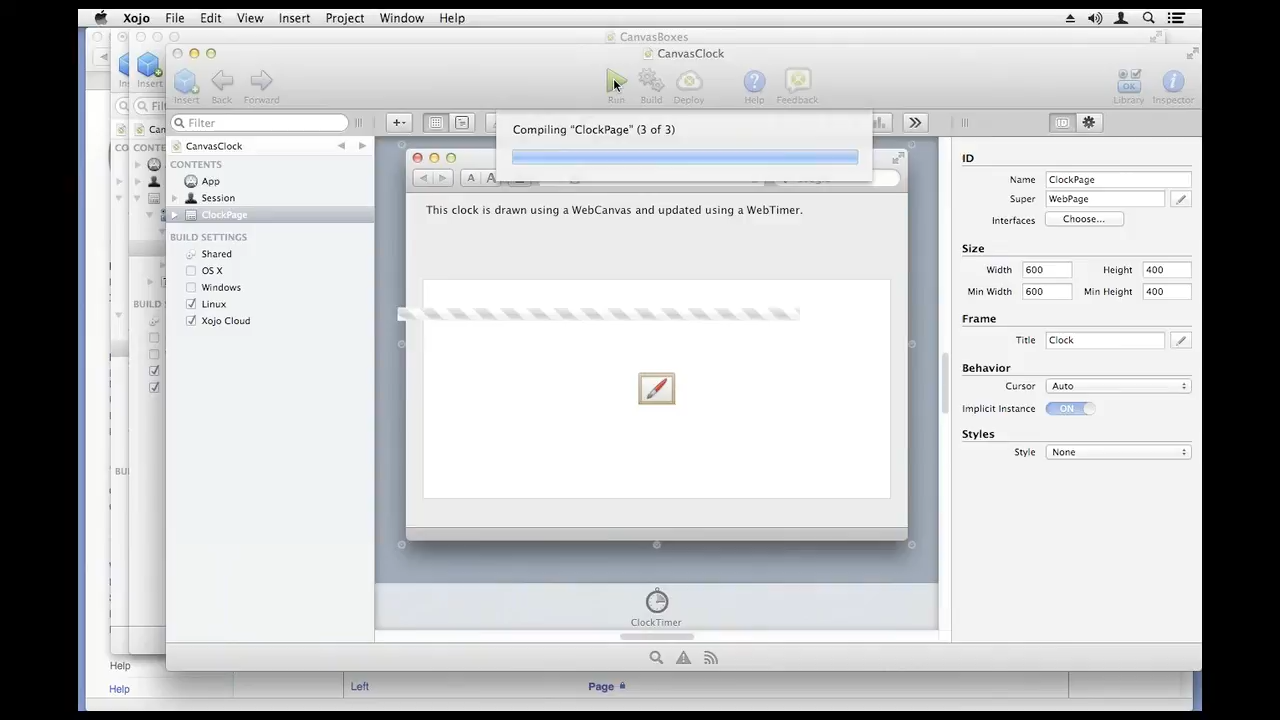 Xojo File Edit View Insert Project Window Help
CanvasBoxes
CanvasClock
Insert Back Forward Run Build Deploy Help Feedback Library Inspector
Filter
Compiling "ClockPage" (3 of 3)
CanvasClock
CONTENTS
App
Session
ClockPage
BUILD SETTINGS
Shared
OS X
Windows
Linux
Xojo Cloud
This clock is drawn using a WebCanvas and updated using a WebTimer.
ClockTimer
ID
Name ClockPage
Super WebPage
Interfaces Choose...
Size
Width 600 Height 400
Min Width 600 Min Height 400
Frame
Title Clock
Behavior
Cursor Auto
Implicit Instance ON
Styles
Style None
Help
Help Left Page